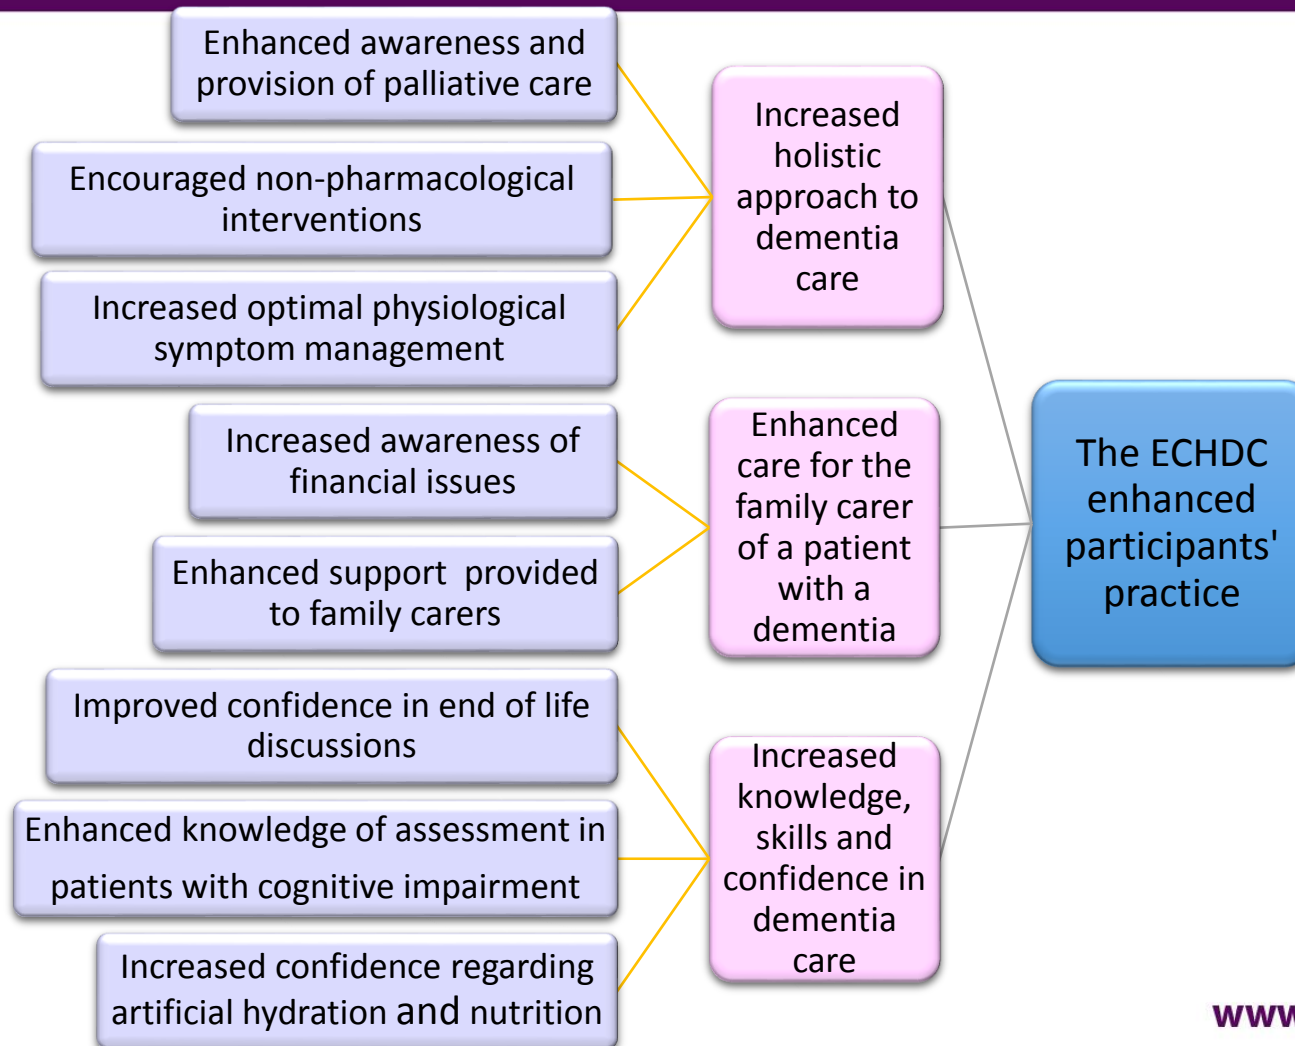 Enhanced awareness and
provision of palliative care
Encouraged non-pharmacological
interventions
Increased optimal physiological
symptom management
Increased awareness of
financial issues
Enhanced support provided
to family carers
Improved confidence in end of life
discussions
Enhanced knowledge of assessment in
patients with cognitive impairment
Increased confidence regarding
artificial hydration and nutrition
Increased
holistic
approach to
dementia
care
Enhanced
care for the
family carer
of a patient
with a
dementia
Increased
knowledge,
skills and
confidence in
dementia
care
The ECHDC
enhanced
participants'
practice
www